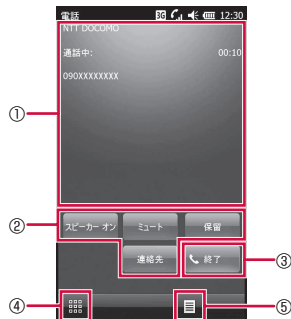 電話 3G 12:30
NTT DOCOMO
通話中: 00:10
090XXXXXXXX
①
②
スピーカー オン ミュート 保留
連絡先 終了
③
④
⑤